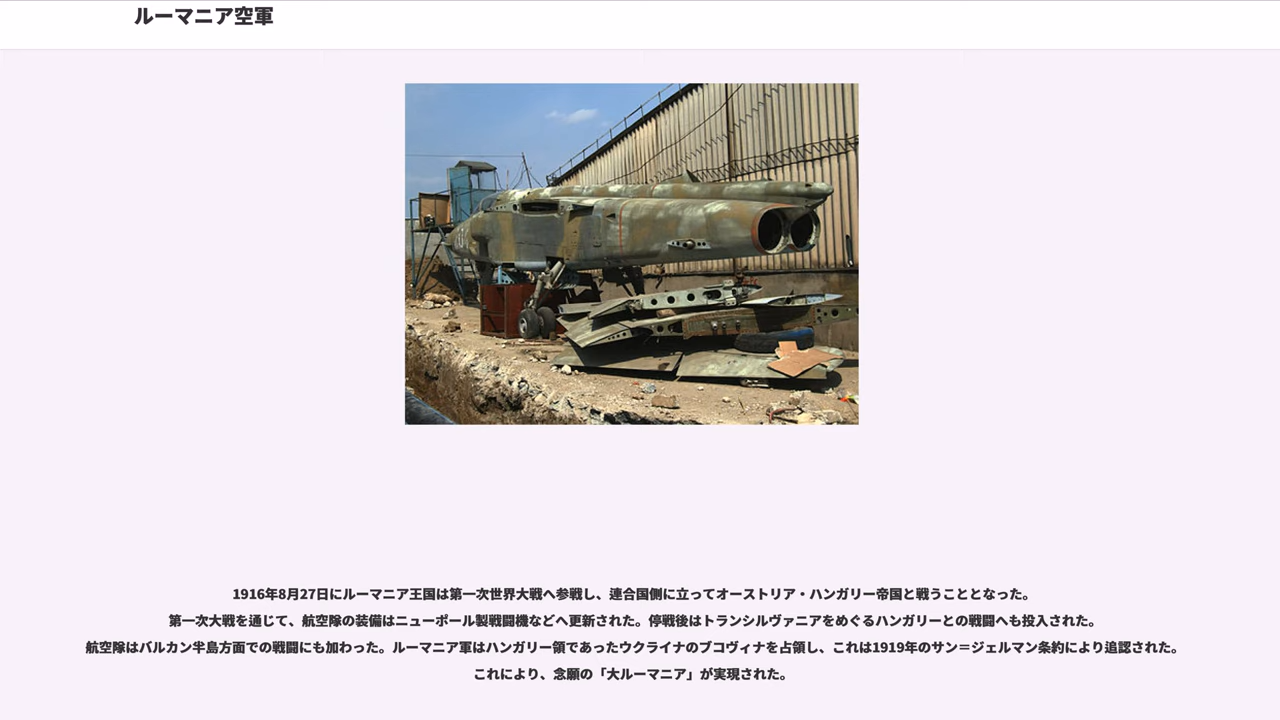 ルーマニア空軍
1916年8月27日にルーマニア王国は第一次世界大戦へ参戦し、連合国側に立ってオーストリア・ハンガリー帝国と戦うこととなった。
第一次大戦を通じて、航空隊の装備はニューポール製戦闘機などへ更新された。停戦後はトランシルヴァニアをめぐるハンガリーとの戦闘へも投入された。
航空隊はバルカン半島方面での戦闘にも加わった。ルーマニア軍はハンガリー領であったウクライナのブコヴィナを占領し、これは1919年のサン＝ジェルマン条約により追認された。
これにより、念願の「大ルーマニア」が実現された。